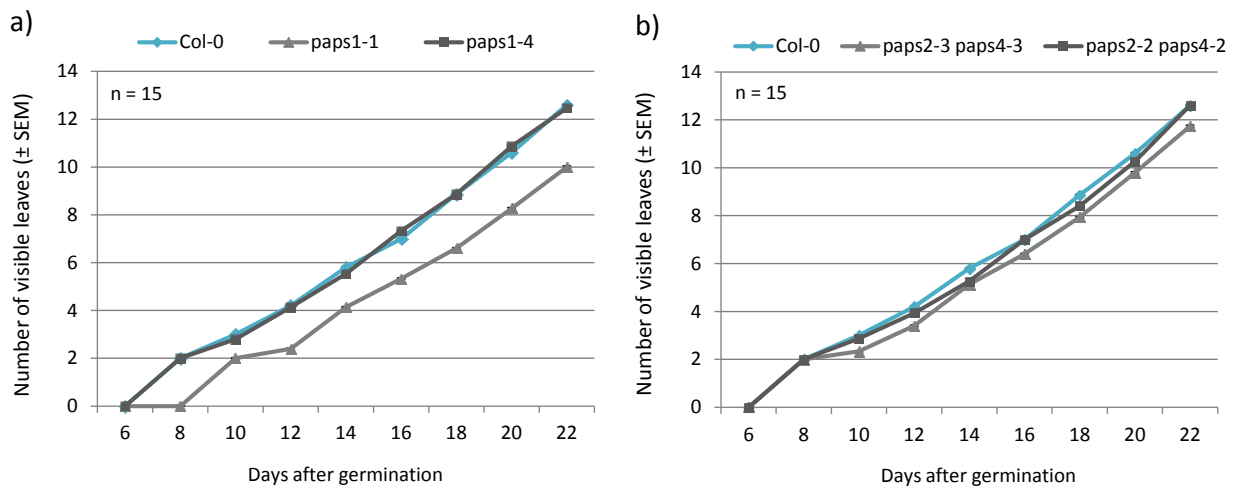 a)
Col-0 paps1-1 paps1-4
n = 15
Number of visible leaves (± SEM)
14
12
10
8
6
4
2
0
6 8 10 12 14 16 18 20 22
Days after germination
b)
Col-0 paps2-3 paps4-3 paps2-2 paps4-2
n = 15
Number of visible leaves (± SEM)
14
12
10
8
6
4
2
0
6 8 10 12 14 16 18 20 22
Days after germination